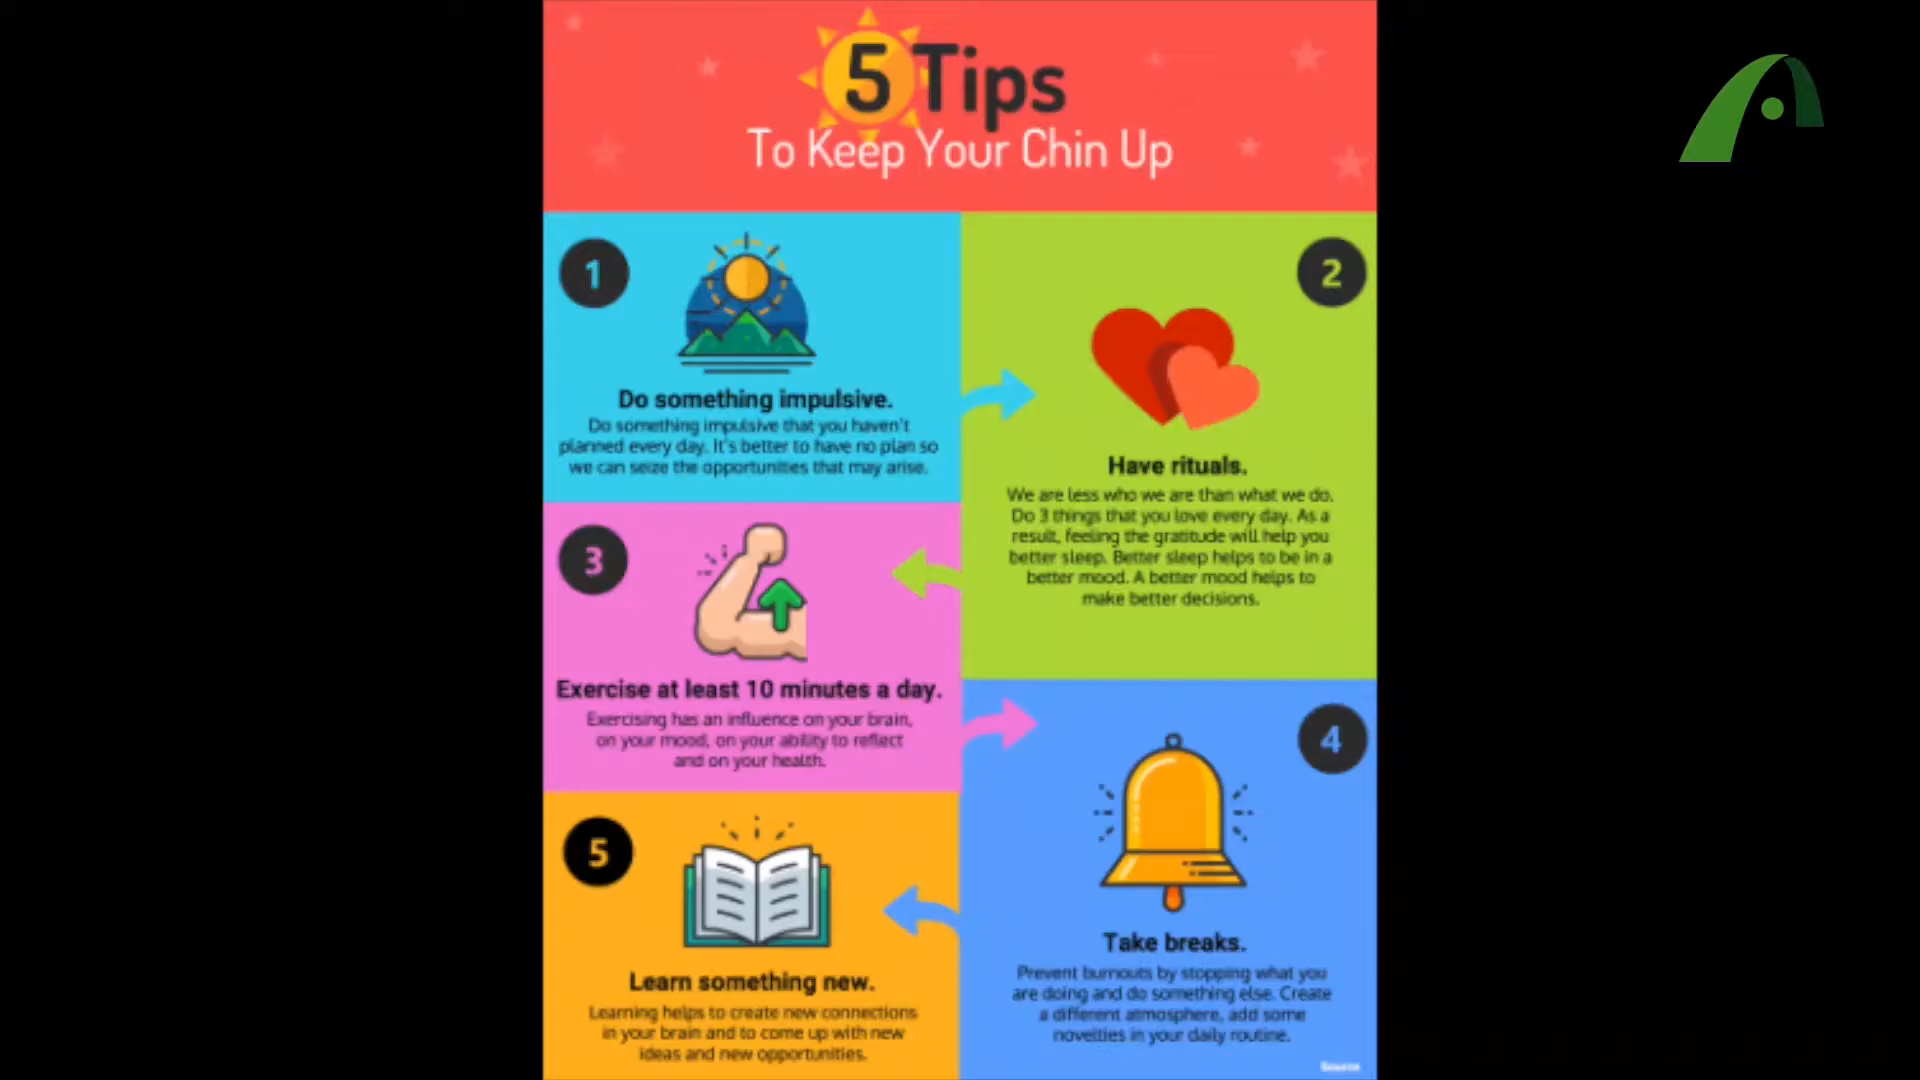 5 Tips
To Keep Your Chin Up
1
Do something impulsive.
Do something impulsive that you haven't
planned every day. It's better to have no plan so
we can seize the opportunities that may arise.
2
Have rituals.
We are less who we are than what we do.
Do 3 things that you love every day. As a
result, feeling the gratitude will help you
better sleep. Better sleep helps to be in a
better mood. A better mood helps to
make better decisions.
3
Exercise at least 10 minutes a day.
Exercising has an influence on your brain,
on your mood, on your ability to reflect
and on your health.
4
Take breaks.
Prevent burnouts by stopping what you
are doing and do something else. Create
a different atmosphere, add some
novelties in your daily routine.
5
Learn something new.
Learning helps to create new connections
in your brain and to come up with new
ideas and new opportunities.
Source